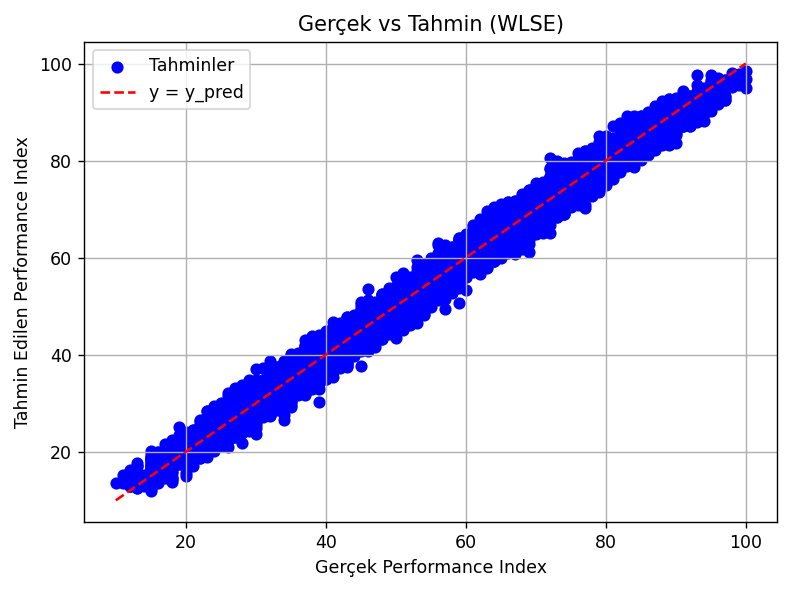 Gerçek vs Tahmin (WLSE)
Tahminler
y = y_pred
Tahmin Edilen Performance Index
100
80
60
40
20
20
40
60
80
100
Gerçek Performance Index